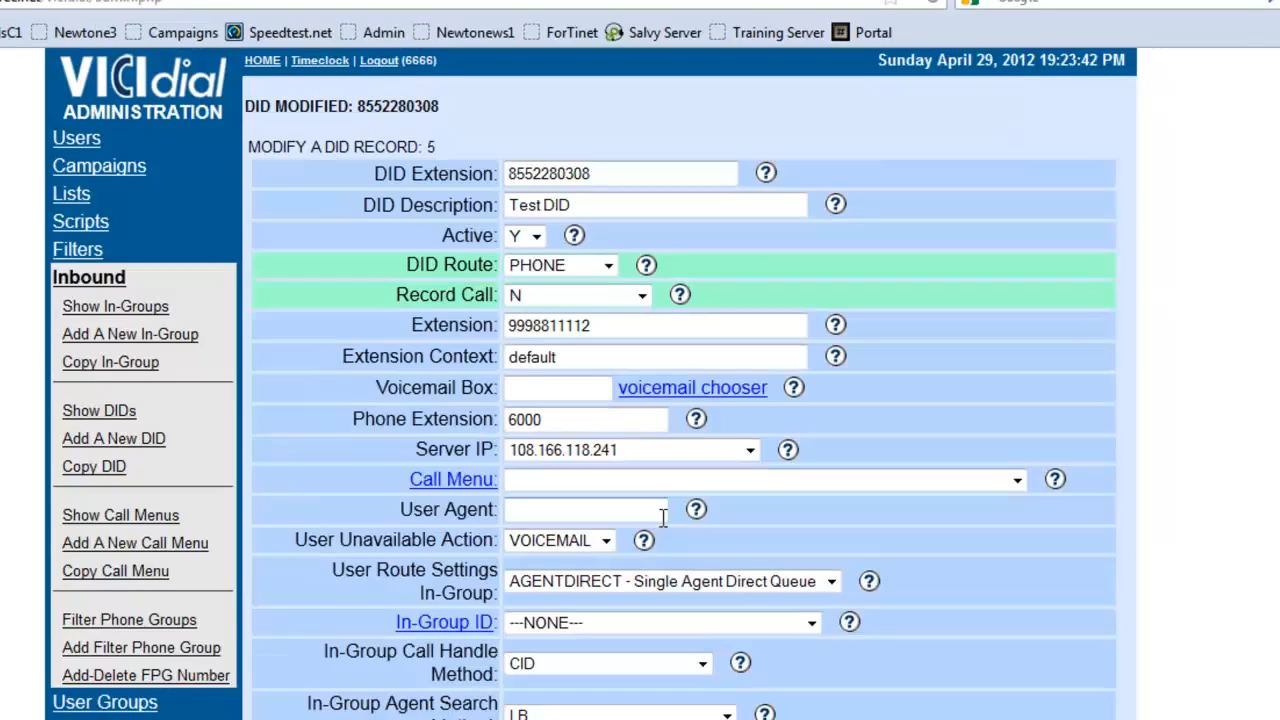 Newtone3 Campaigns Speedtest.net Admin Newtonews1 ForTinet Salvy Server Training Server Portal
VICIdial
ADMINISTRATION
HOME | Timeclock | Logout (6666)
Sunday April 29, 2012 19:23:42 PM
Users
Campaigns
Lists
Scripts
Filters
Inbound
Show In-Groups
Add A New In-Group
Copy In-Group
Show DIDs
Add A New DID
Copy DID
Show Call Menus
Add A New Call Menu
Copy Call Menu
Filter Phone Groups
Add Filter Phone Group
Add-Delete FPG Number
User Groups
DID MODIFIED: 8552280308
MODIFY A DID RECORD: 5
DID Extension: 8552280308 ?
DID Description: Test DID ?
Active: Y ?
DID Route: PHONE ?
Record Call: N ?
Extension: 9998811112 ?
Extension Context: default ?
Voicemail Box: voicemail chooser ?
Phone Extension: 6000 ?
Server IP: 108.166.118.241 ?
Call Menu: ?
User Agent: ?
User Unavailable Action: VOICEMAIL ?
User Route Settings
In-Group: AGENTDIRECT - Single Agent Direct Queue ?
In-Group ID: ---NONE--- ?
In-Group Call Handle
Method: CID ?
In-Group Agent Search
LB ?